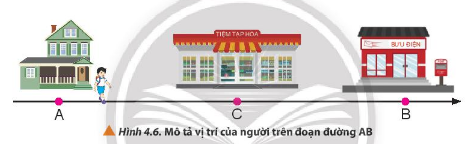 TIỆM TẠP HÓA
BƯU ĐIỆN
A
C
B
▲ Hình 4.6. Mô tả vị trí của người trên đoạn đường AB